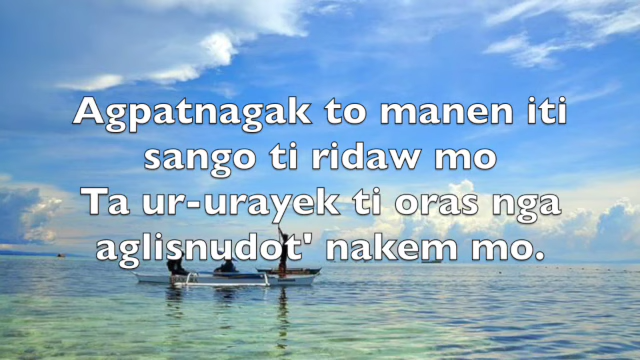 Agpatnagak to manen iti
sango ti ridaw mo
Ta ur-urayek ti oras nga
aglisnudot' nakem mo.